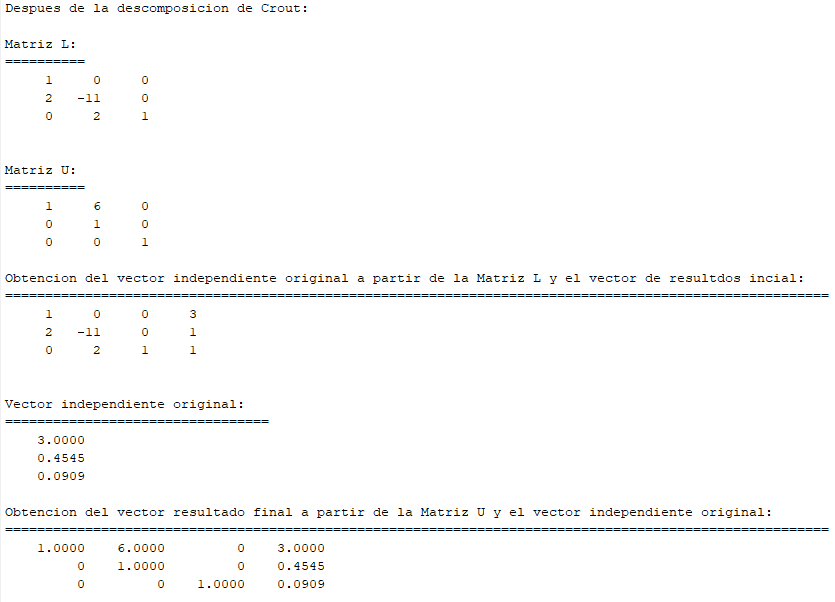 Despues de la descomposicion de Crout:
Matriz L:
==========
1 0 0
2 -11 0
0 2 1
Matriz U:
==========
1 6 0
0 1 0
0 0 1
Obtencion del vector independiente original a partir de la Matriz L y el vector de resultdos incial:
=======================================================================================================
1 0 0 3
2 -11 0 1
0 2 1 1
Vector independiente original:
=================================
3.0000
0.4545
0.0909
Obtencion del vector resultado final a partir de la Matriz U y el vector independiente original:
=======================================================================================================
1.0000 6.0000 0 3.0000
0 1.0000 0 0.4545
0 0 1.0000 0.0909